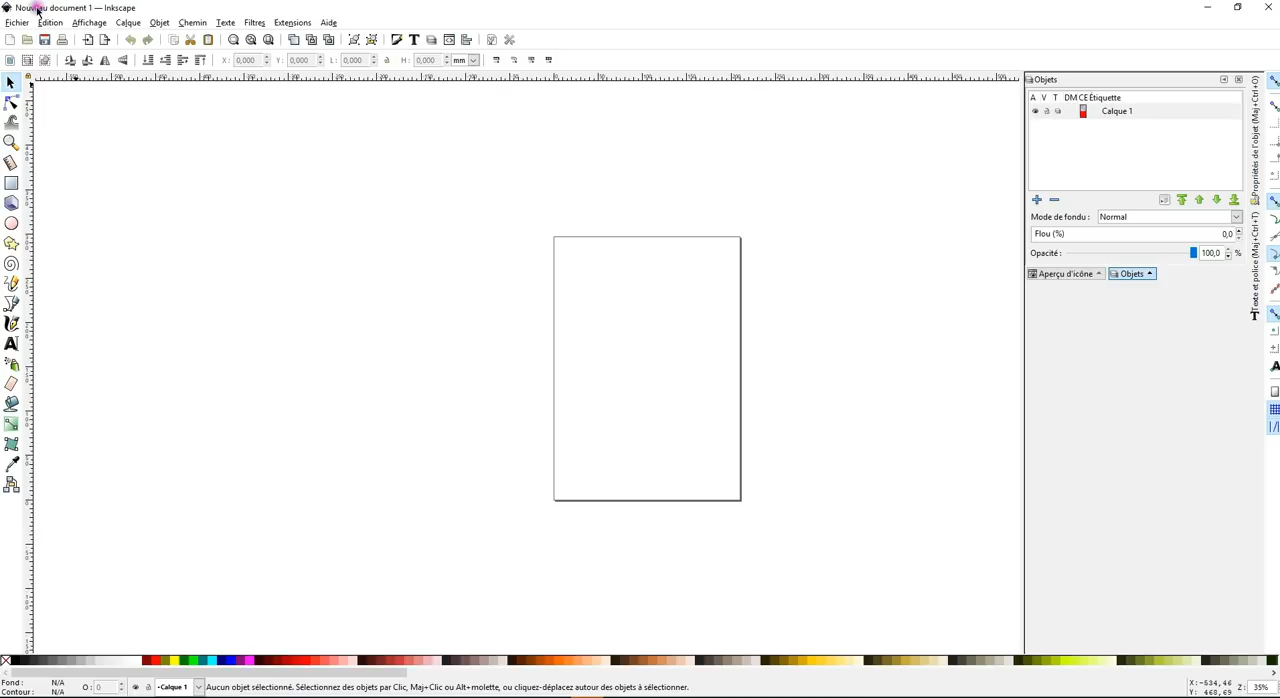 Nouveau document 1 — Inkscape
Fichier Édition Affichage Calque Objet Chemin Texte Filtres Extensions Aide
X : 0,000 Y : 0,000 L : 0,000 H : 0,000 mm
Objets
A V T DM CE Étiquette
Calque 1
Mode de fondu : Normal
Flou (%) 0,0
Opacité : 100,0 %
Aperçu d'icône Objets
Propriétés de l'objet (Maj+Ctrl+O)
Texte et police (Maj+Ctrl+T)
Fond : N/A
Contour : N/A
O : 0
•Calque 1
Aucun objet sélectionné. Sélectionnez des objets par Clic, Maj+Clic ou Alt+molette, ou cliquez-déplacez autour des objets à sélectionner.
X:-534,46
Y: 468,69
Z: 35%